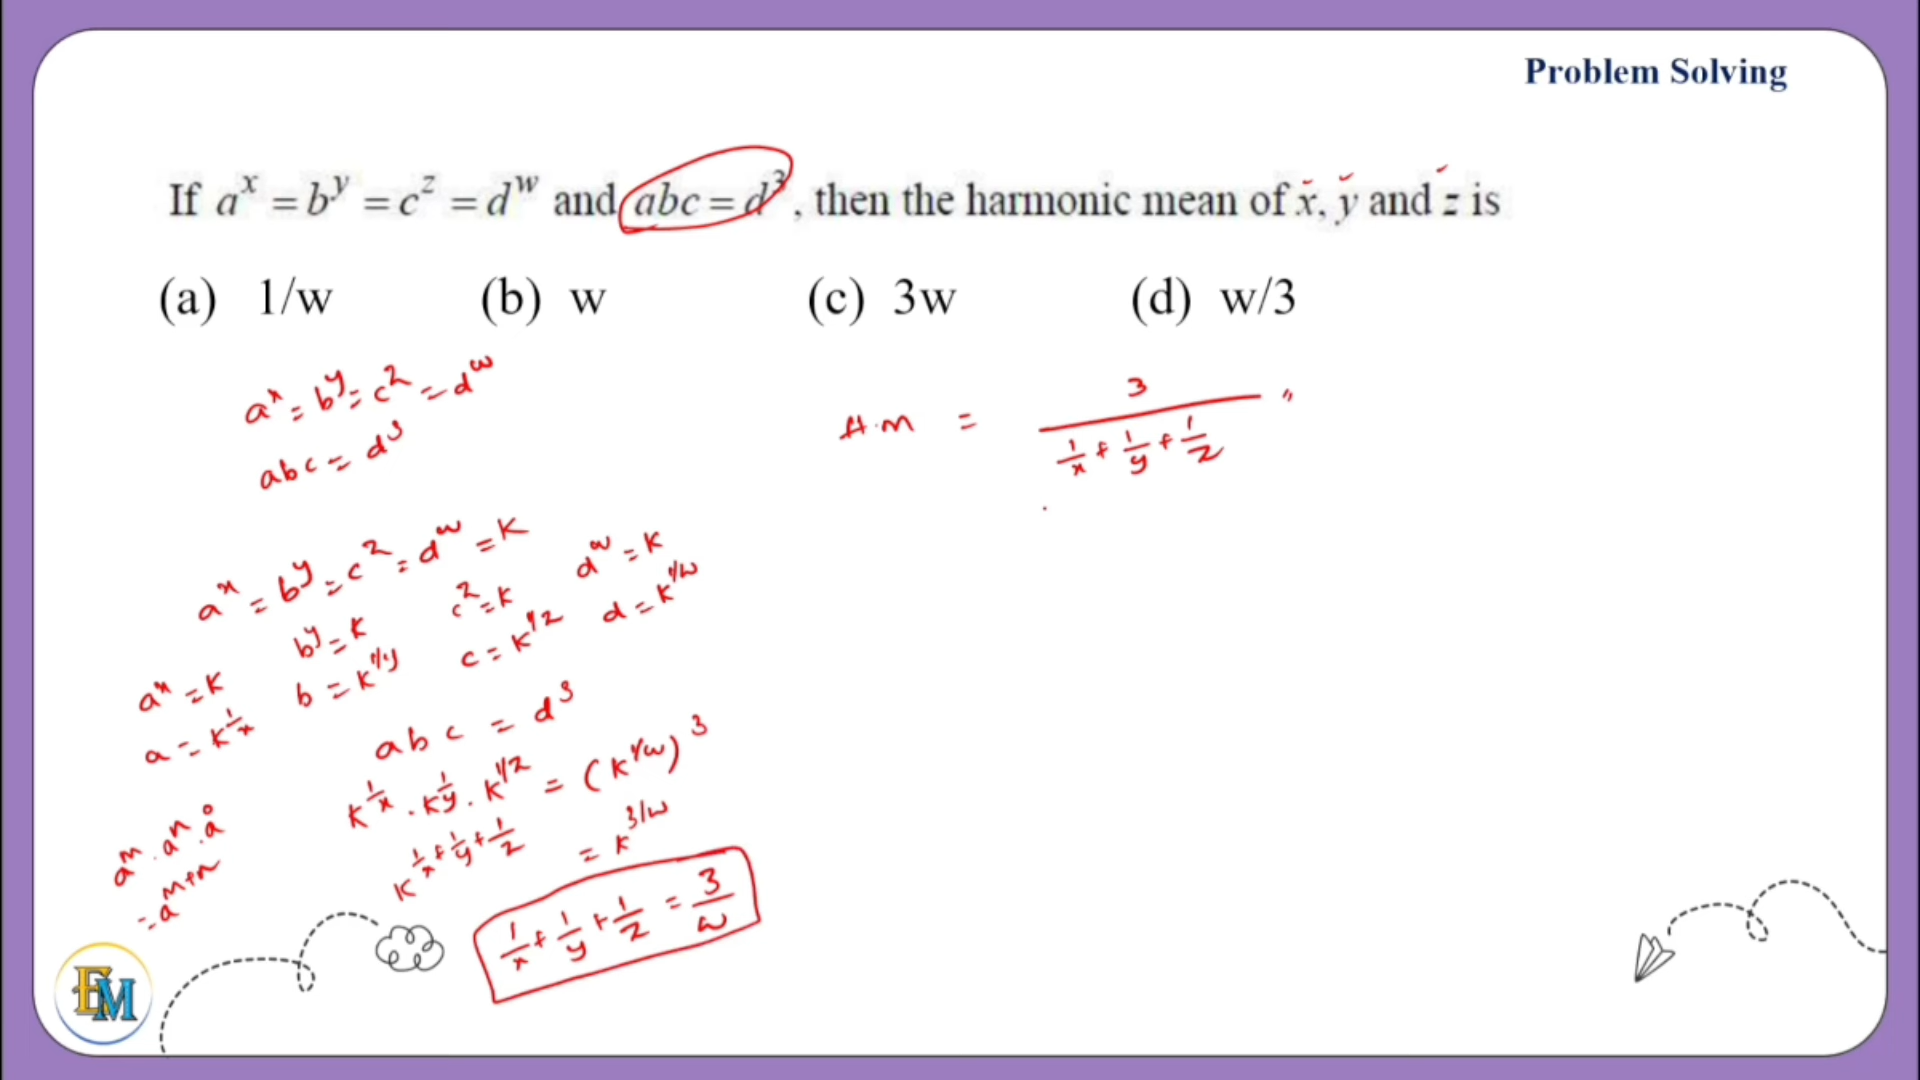 Problem Solving
If a^x = b^y = c^z = d^w and abc = d^3, then the harmonic mean of x, y and z is
(a) 1/w (b) w (c) 3w (d) w/3
a^x = b^y = c^z = d^w
abc = d^3
H.M = 3/(1/x + 1/y + 1/z)
a^x = b^y = c^z = d^w = K
a^x = K
a = K^(1/x)
b^y = K
b = K^(1/y)
c^z = K
c = K^(1/z)
d^w = K
d = K^(1/w)
abc = d^3
K^(1/x) . K^(1/y) . K^(1/z) = (K^(1/w))^3
K^(1/x + 1/y + 1/z) = K^(3/w)
1/x + 1/y + 1/z = 3/w
a^m . a^n . a^o
= a^(m+n
EM